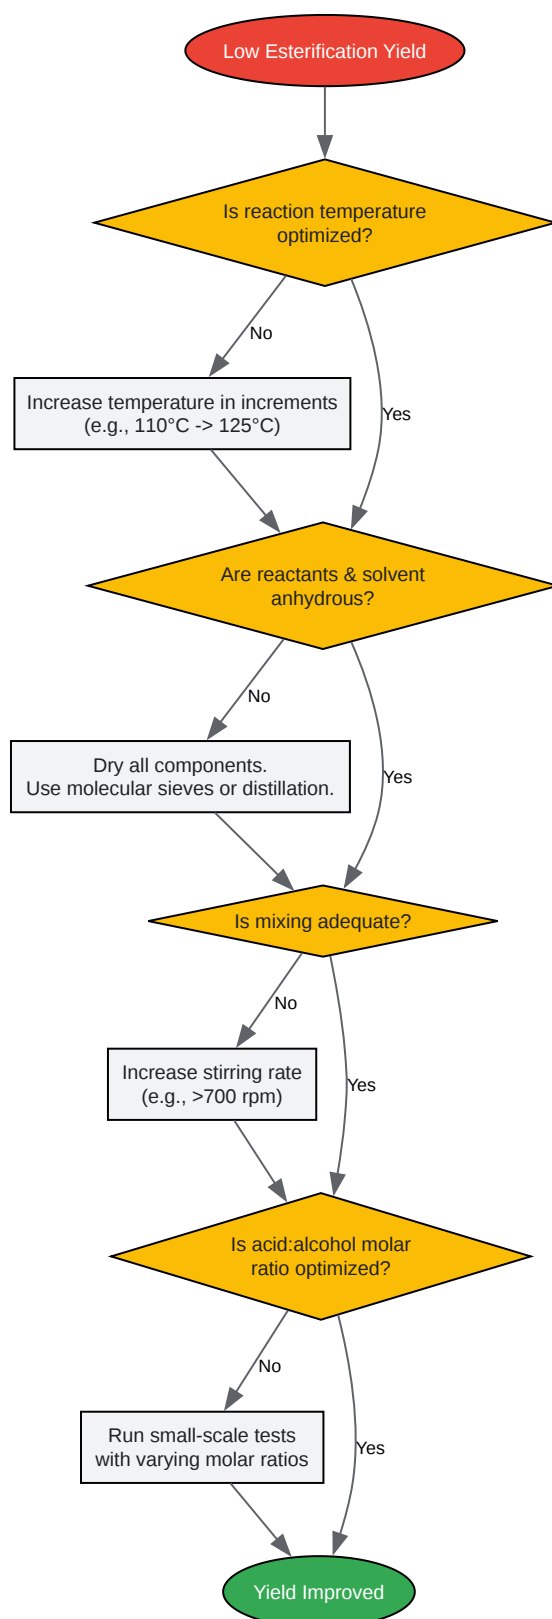 Low Esterification Yield
Is reaction temperature
optimized?
No
Yes
Increase temperature in increments
(e.g., 110°C -> 125°C)
Are reactants & solvent
anhydrous?
No
Yes
Dry all components.
Use molecular sieves or distillation.
Is mixing adequate?
No
Yes
Increase stirring rate
(e.g., >700 rpm)
Is acid:alcohol molar
ratio optimized?
No
Yes
Run small-scale tests
with varying molar ratios
Yield Improved